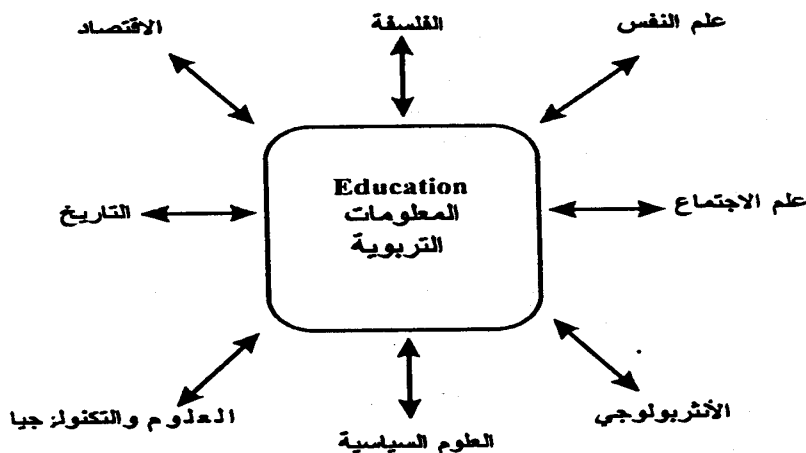 علم النفس
الفلسفة
الاقتصاد
Education
المعلومات
التربوية
علم الاجتماع
التاريخ
الأنثربولوجي
العلوم السياسية
العلوم والتكنولوجيا